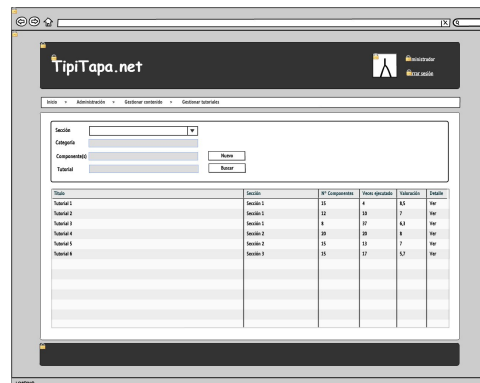 TipiTapa.net
Administrador
Cerrar sesión
Inicio > Administración > Gestionar contenido > Gestionar tutoriales
Sección
Categoría
Componente(s) Nuevo
Tutorial Buscar
Título Sección Nº Componentes Veces ejecutado Valoración Detalle
Tutorial 1 Sección 1 15 4 8,5 Ver
Tutorial 2 Sección 1 12 10 7 Ver
Tutorial 3 Sección 1 8 37 6,3 Ver
Tutorial 4 Sección 2 20 20 8 Ver
Tutorial 5 Sección 2 15 13 7 Ver
Tutorial 6 Sección 3 15 17 5,7 Ver